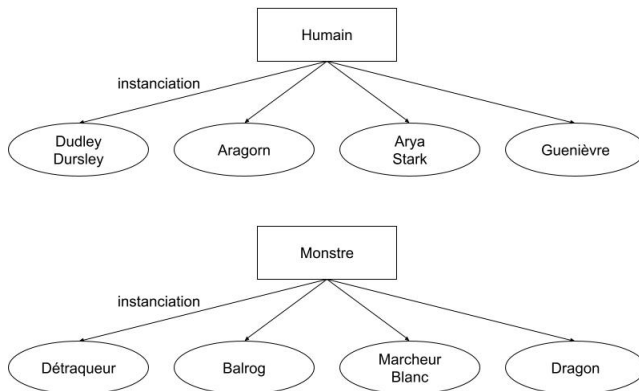 Humain
instanciation
Dudley
Dursley
Aragorn
Arya
Stark
Guenièvre
Monstre
instanciation
Détraqueur
Balrog
Marcheur
Blanc
Dragon